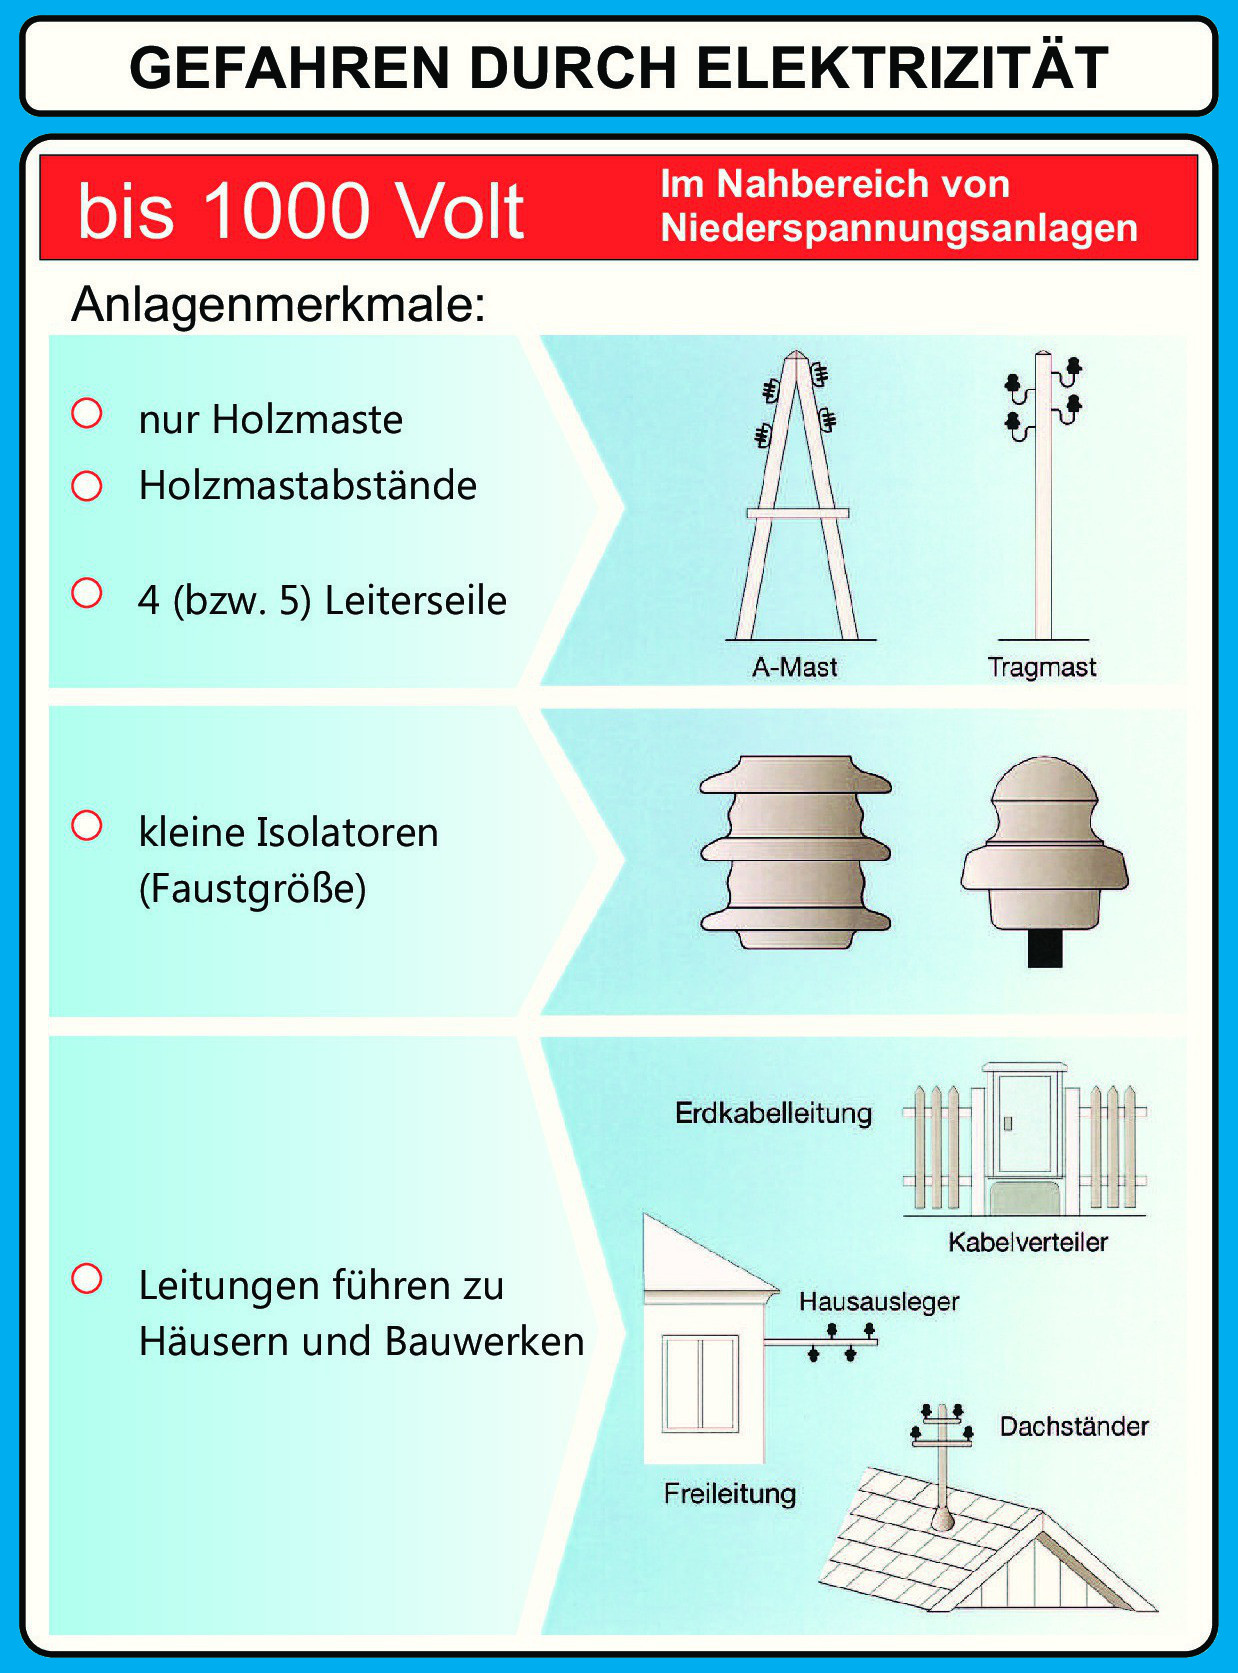 GEFAHREN DURCH ELEKTRIZITÄT
bis 1000 Volt
Im Nahbereich von
Niederspannungsanlagen
Anlagenmerkmale:
nur Holzmaste
Holzmastabstände
4 (bzw. 5) Leiterseile
A-Mast
Tragmast
kleine Isolatoren
(Faustgröße)
Leitungen führen zu
Häusern und Bauwerken
Erdkabelleitung
Kabelverteiler
Hausausleger
Freileitung
Dachständer